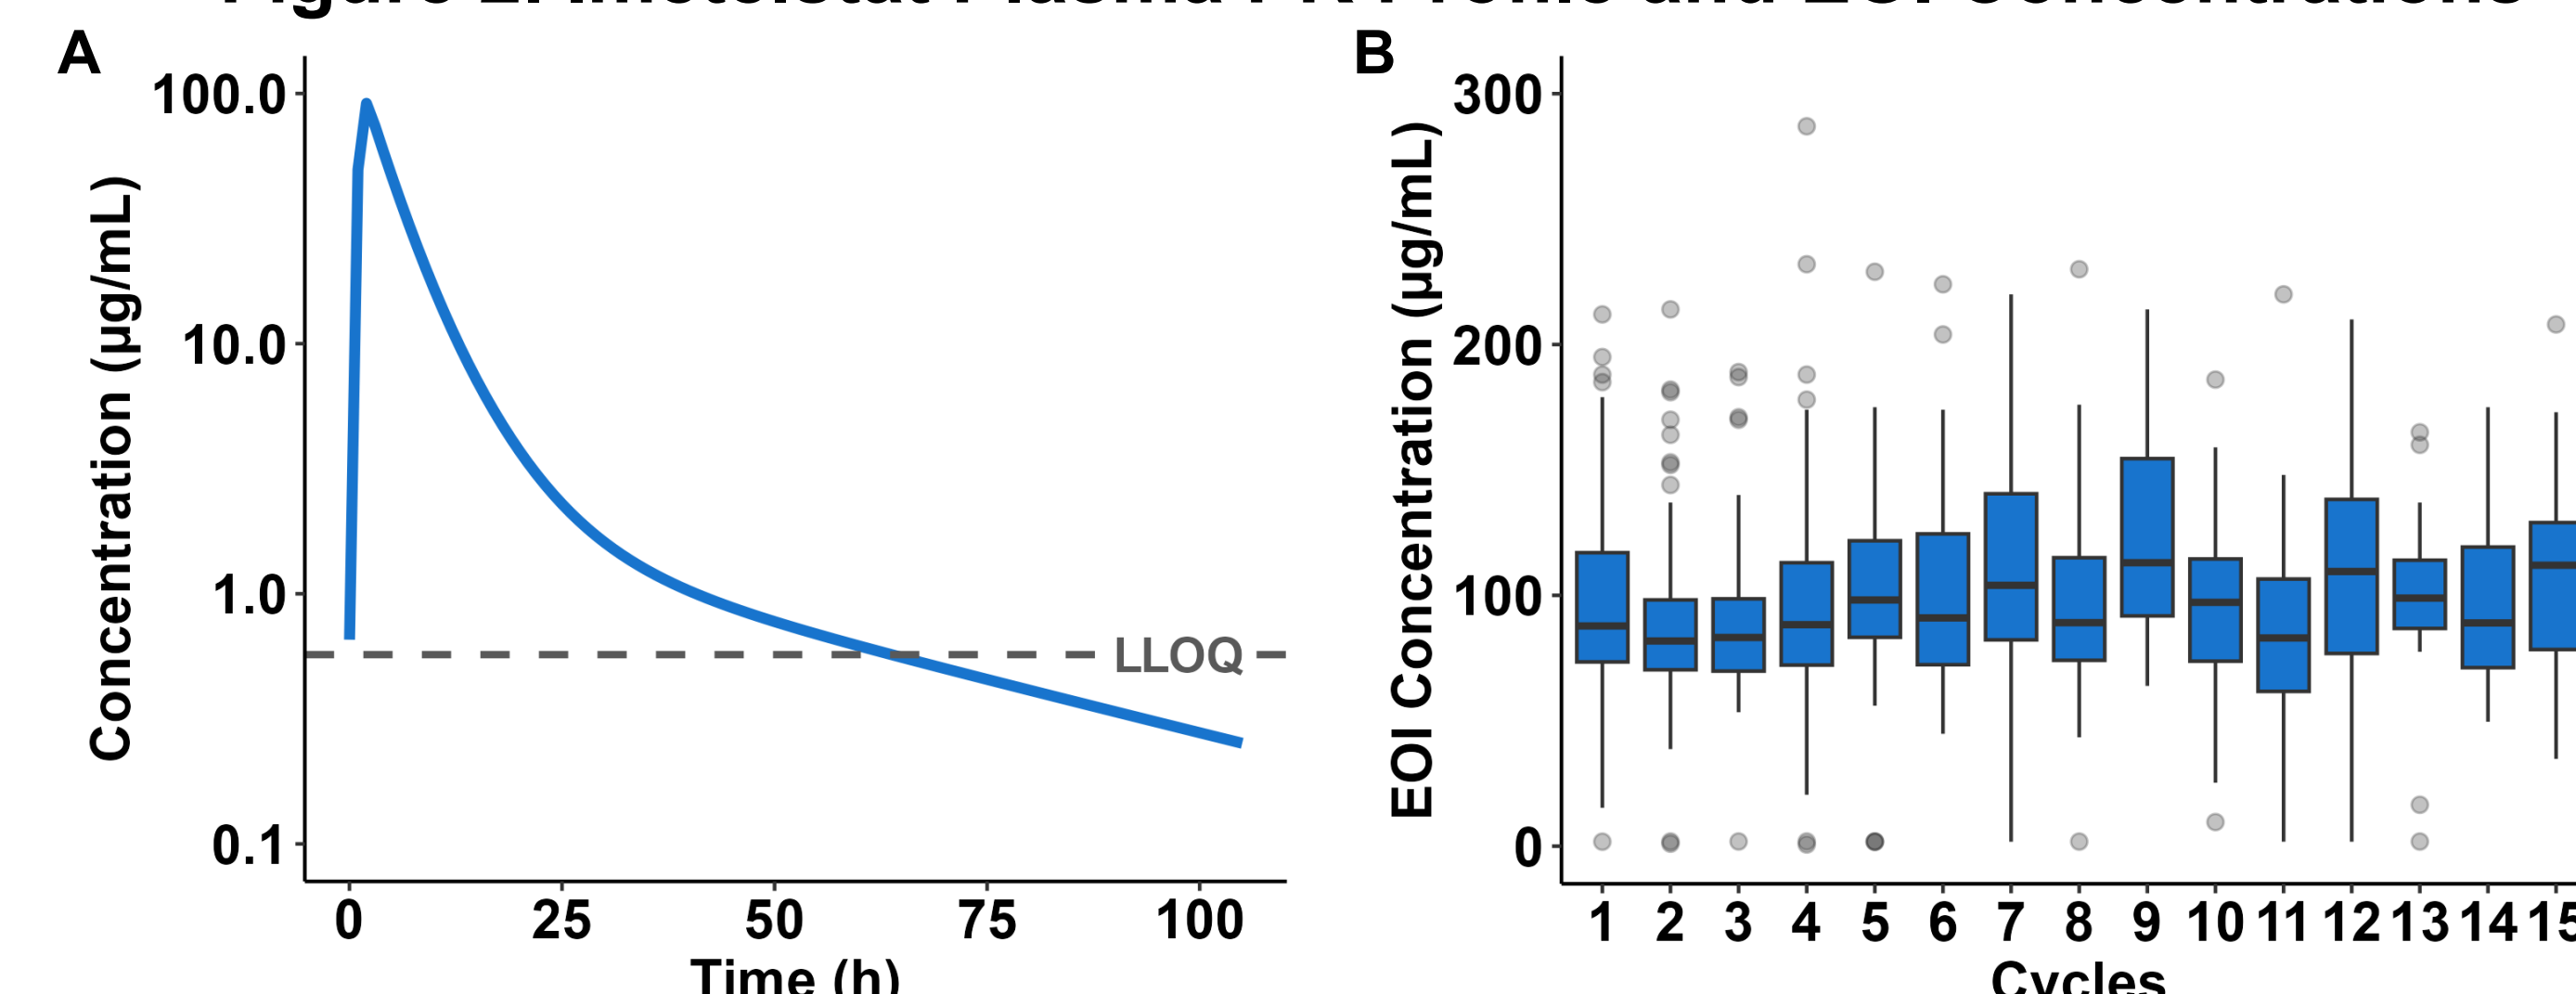 A
B
Concentration (µg/mL)
100.0
10.0
1.0
0.1
LLOQ
0 25 50 75 100
Time (h)
EOI Concentration (µg/mL)
300
200
100
0
1 2 3 4 5 6 7 8 9 10 11 12 13 14 15
Cycles